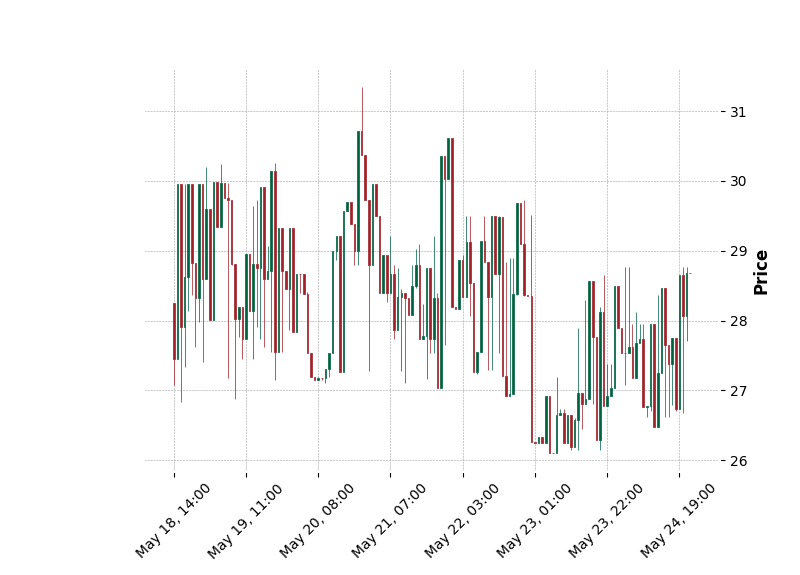 31
30
29
28
27
26
Price
May 18, 14:00
May 19, 11:00
May 20, 08:00
May 21, 07:00
May 22, 03:00
May 23, 01:00
May 23, 22:00
May 24, 19:00